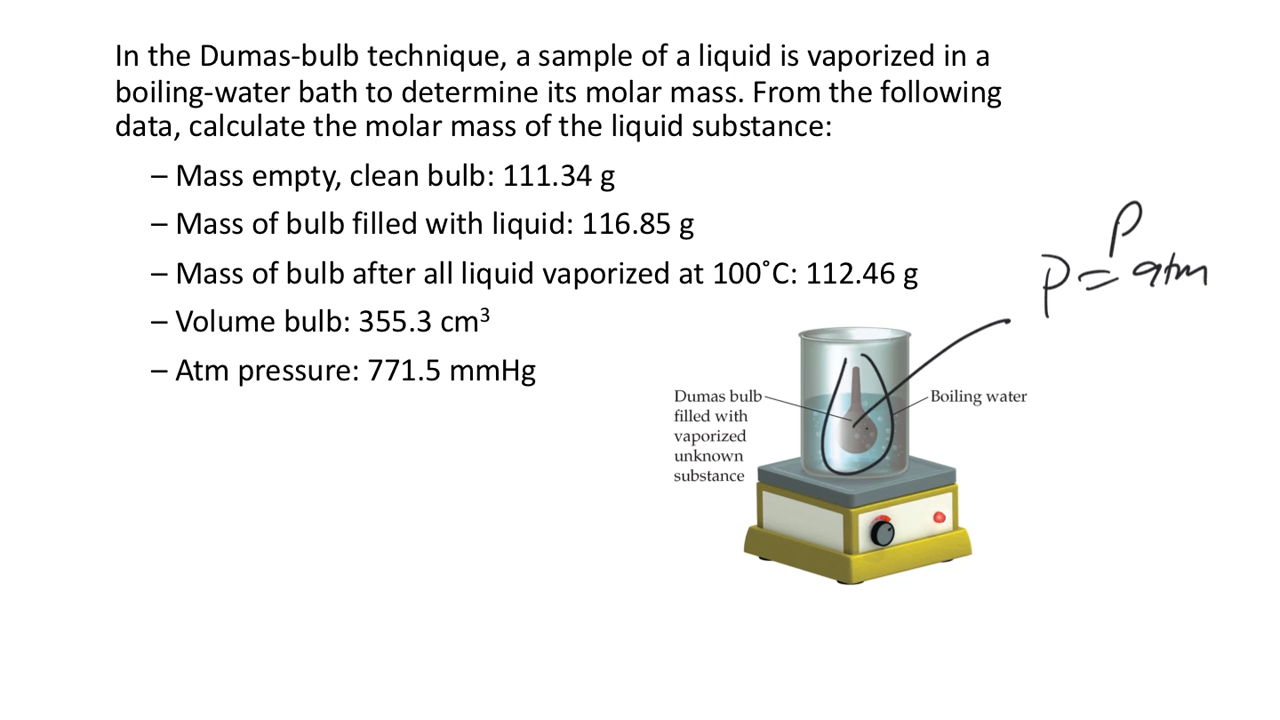 In the Dumas-bulb technique, a sample of a liquid is vaporized in a
boiling-water bath to determine its molar mass. From the following
data, calculate the molar mass of the liquid substance:
– Mass empty, clean bulb: 111.34 g
– Mass of bulb filled with liquid: 116.85 g
– Mass of bulb after all liquid vaporized at 100˚C: 112.46 g
– Volume bulb: 355.3 cm³
– Atm pressure: 771.5 mmHg
P
P = atm
Dumas bulb
filled with
vaporized
unknown
substance
Boiling water